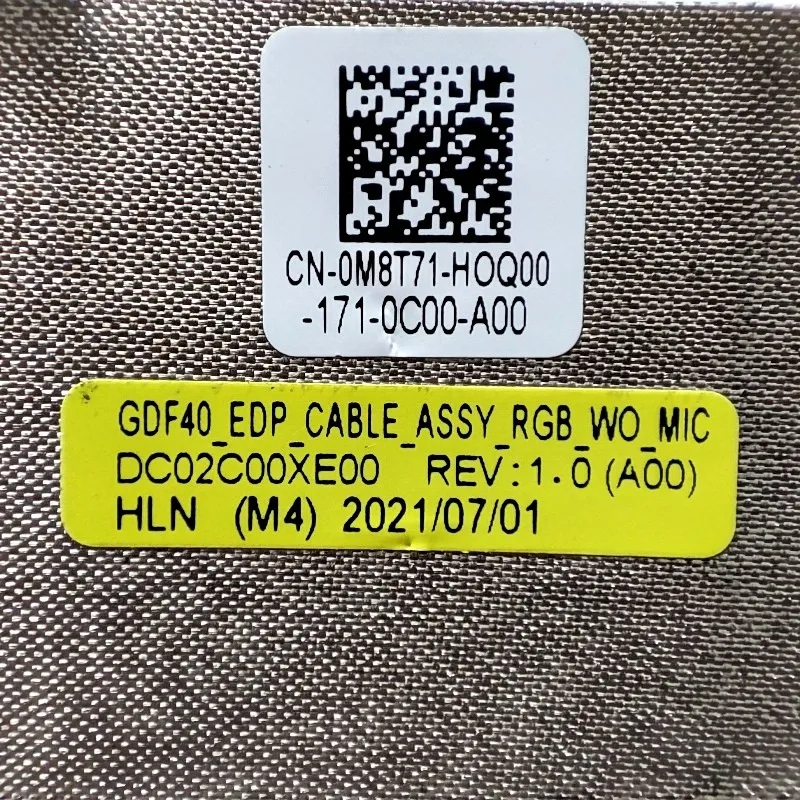 CN-0M8T71-HOQ00
-171-0C00-A00
GDF40_EDP_CABLE_ASSY_RGB_WO_MIC
DC02C00XE00 REV:1.0 (A00)
HLN (M4) 2021/07/01